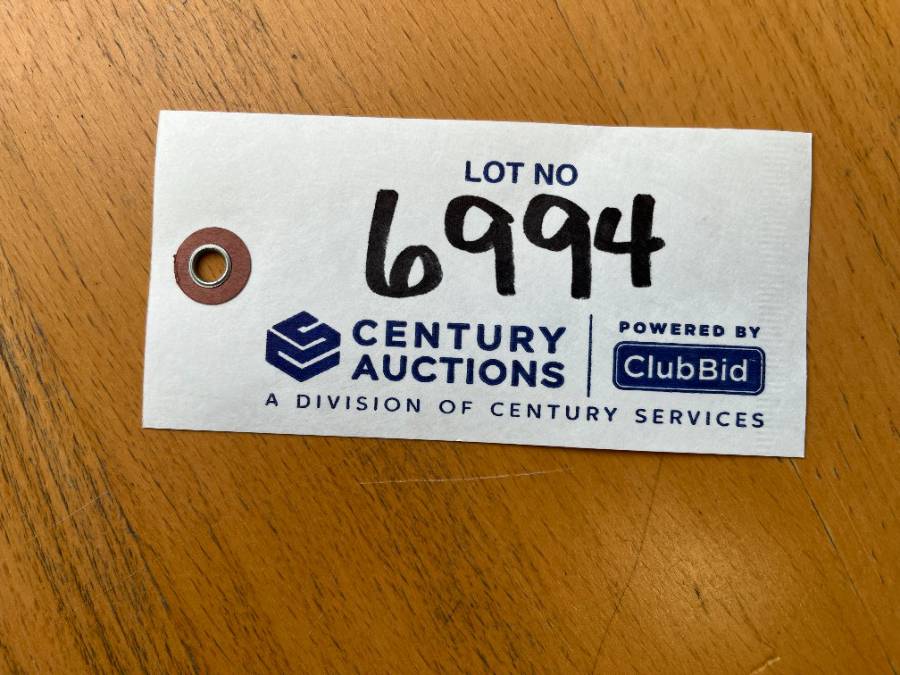 LOT NO
6994
CENTURY
AUCTIONS
POWERED BY
ClubBid
A DIVISION OF CENTURY SERVICES